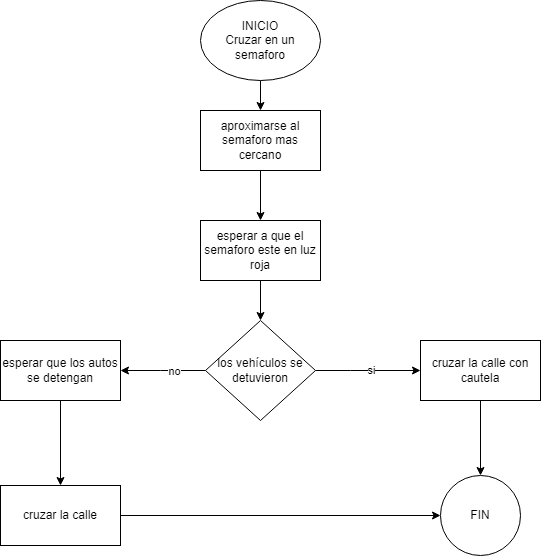 INICIO
Cruzar en un
semaforo
aproximarse al
semaforo mas
cercano
esperar a que el
semaforo este en luz
roja
los vehículos se
detuvieron
no
si
esperar que los autos
se detengan
cruzar la calle con
cautela
cruzar la calle
FIN